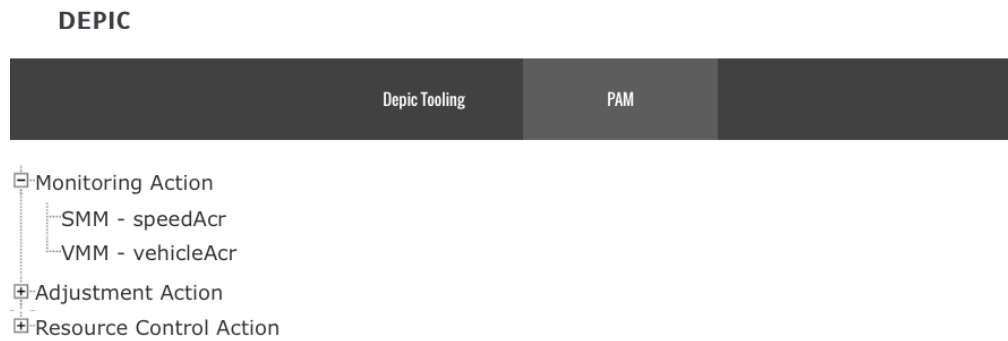 DEPIC
Depic Tooling PAM
Monitoring Action
SMM - speedAcr
VMM - vehicleAcr
Adjustment Action
Resource Control Action